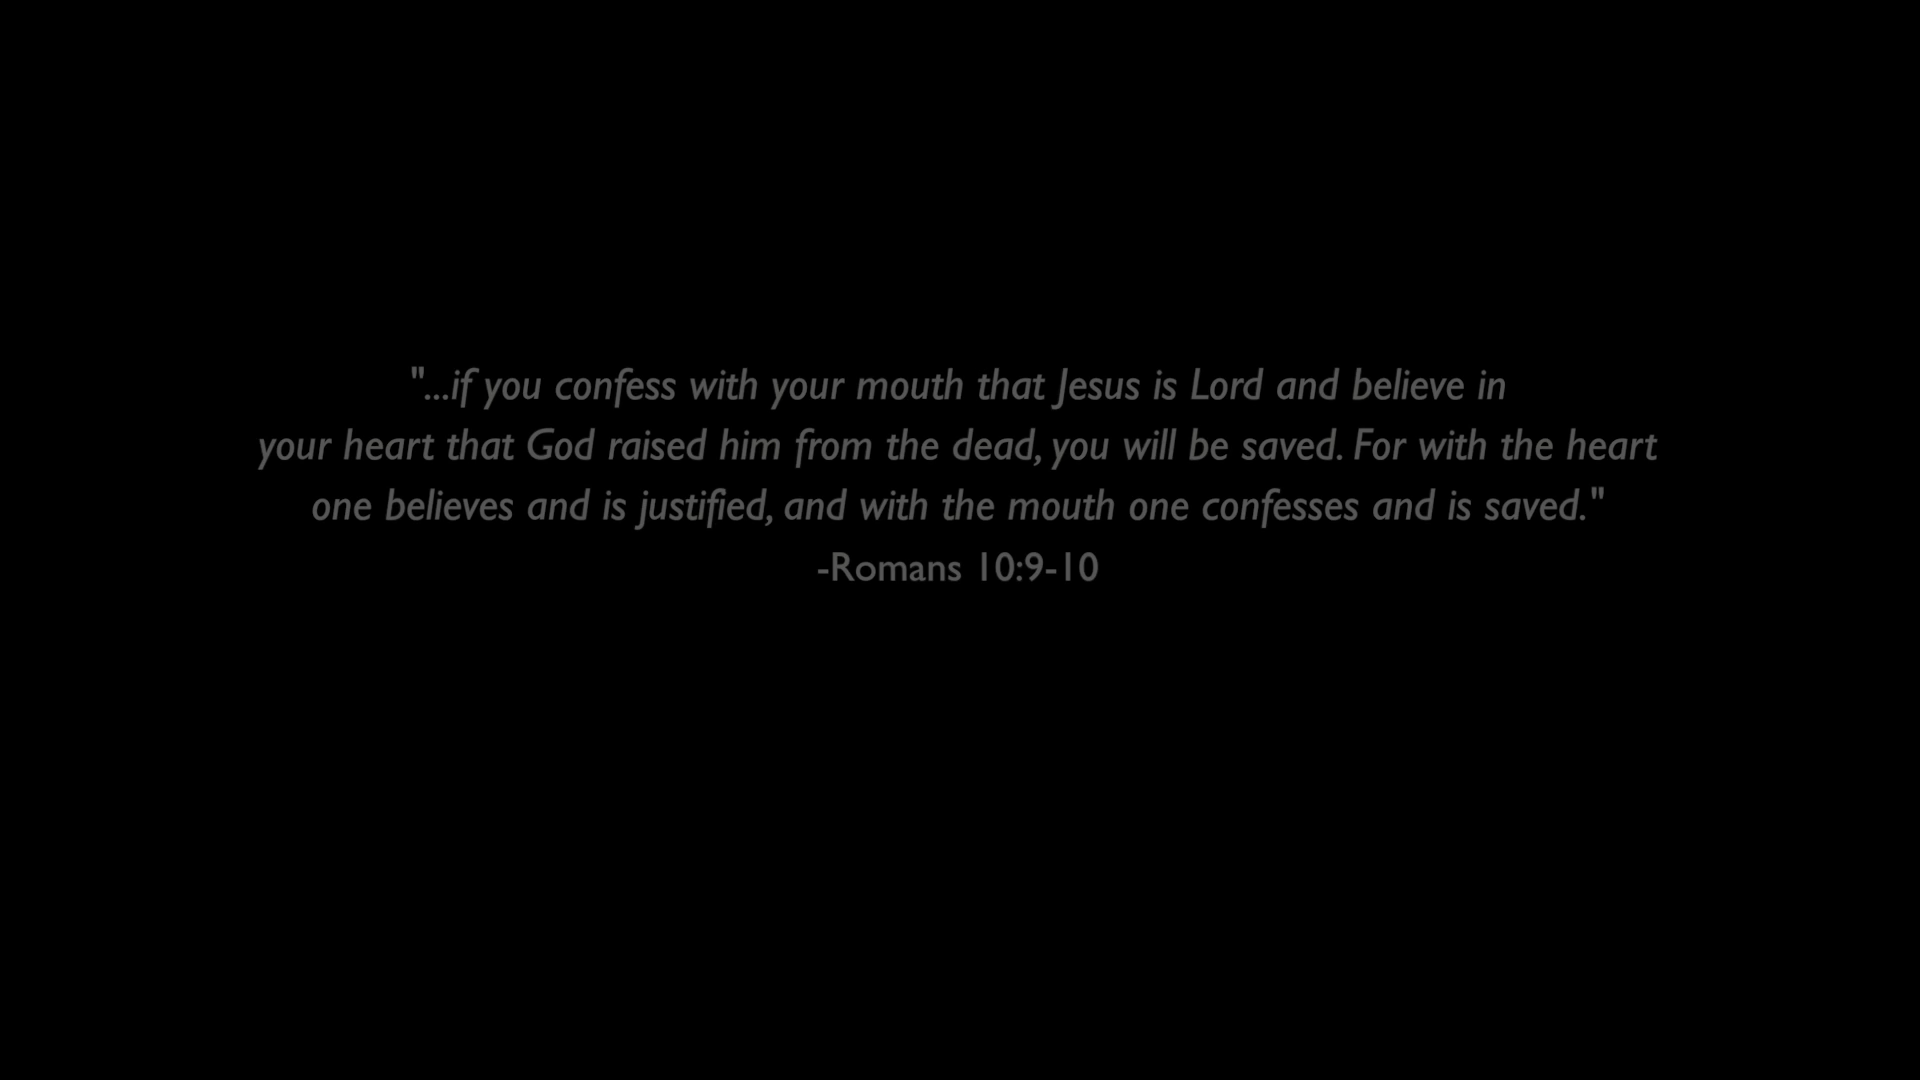 "...if you confess with your mouth that Jesus is Lord and believe in
your heart that God raised him from the dead, you will be saved. For with the heart
one believes and is justified, and with the mouth one confesses and is saved."
-Romans 10:9-10